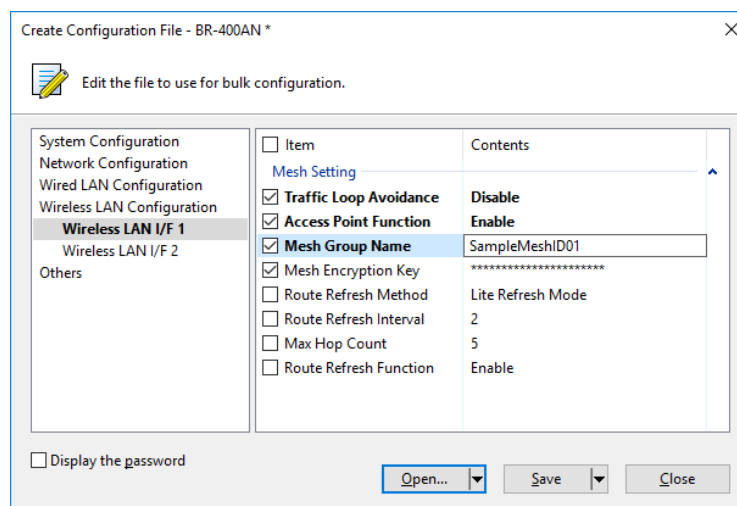 Create Configuration File - BR-400AN *
Edit the file to use for bulk configuration.
System Configuration
Network Configuration
Wired LAN Configuration
Wireless LAN Configuration
Wireless LAN I/F 1
Wireless LAN I/F 2
Others
Item Contents
Mesh Setting
Traffic Loop Avoidance Disable
Access Point Function Enable
Mesh Group Name SampleMeshID01
Mesh Encryption Key **********************
Route Refresh Method Lite Refresh Mode
Route Refresh Interval 2
Max Hop Count 5
Route Refresh Function Enable
Display the password
Open... Save Close